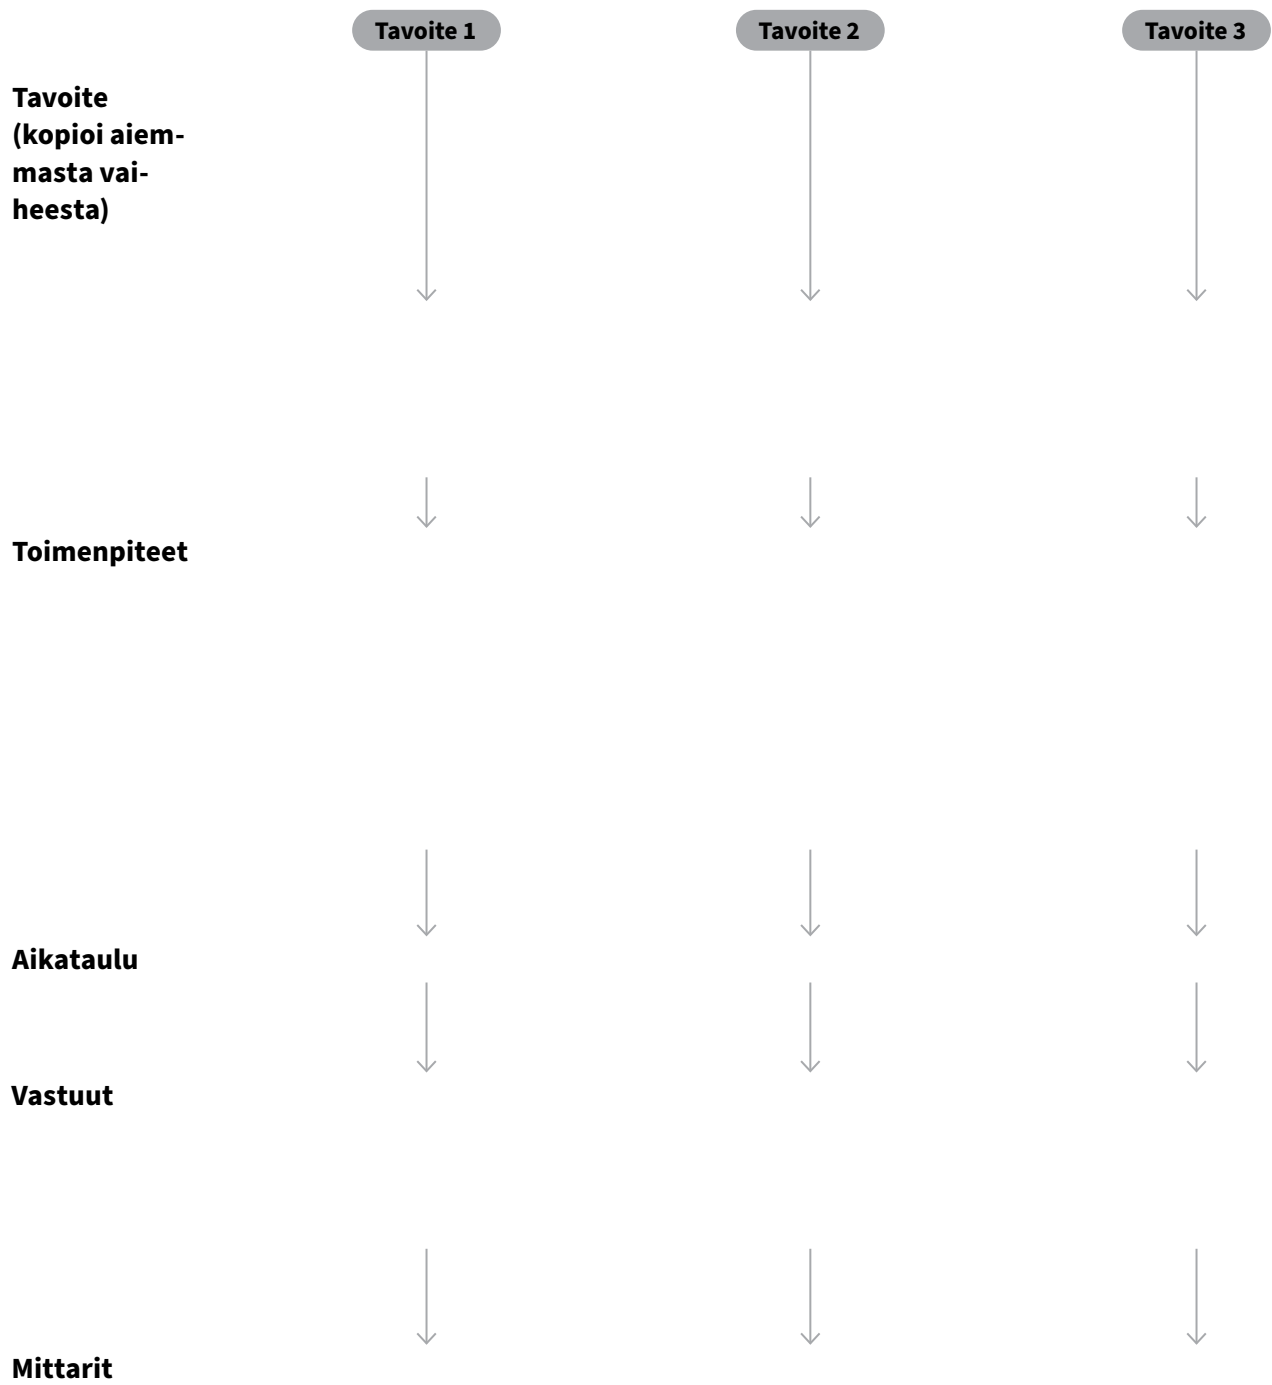 Tavoite 1
Tavoite 2
Tavoite 3
Tavoite
(kopioi aiem-
masta vai-
heesta)
Toimenpiteet
Aikataulu
Vastuut
Mittarit